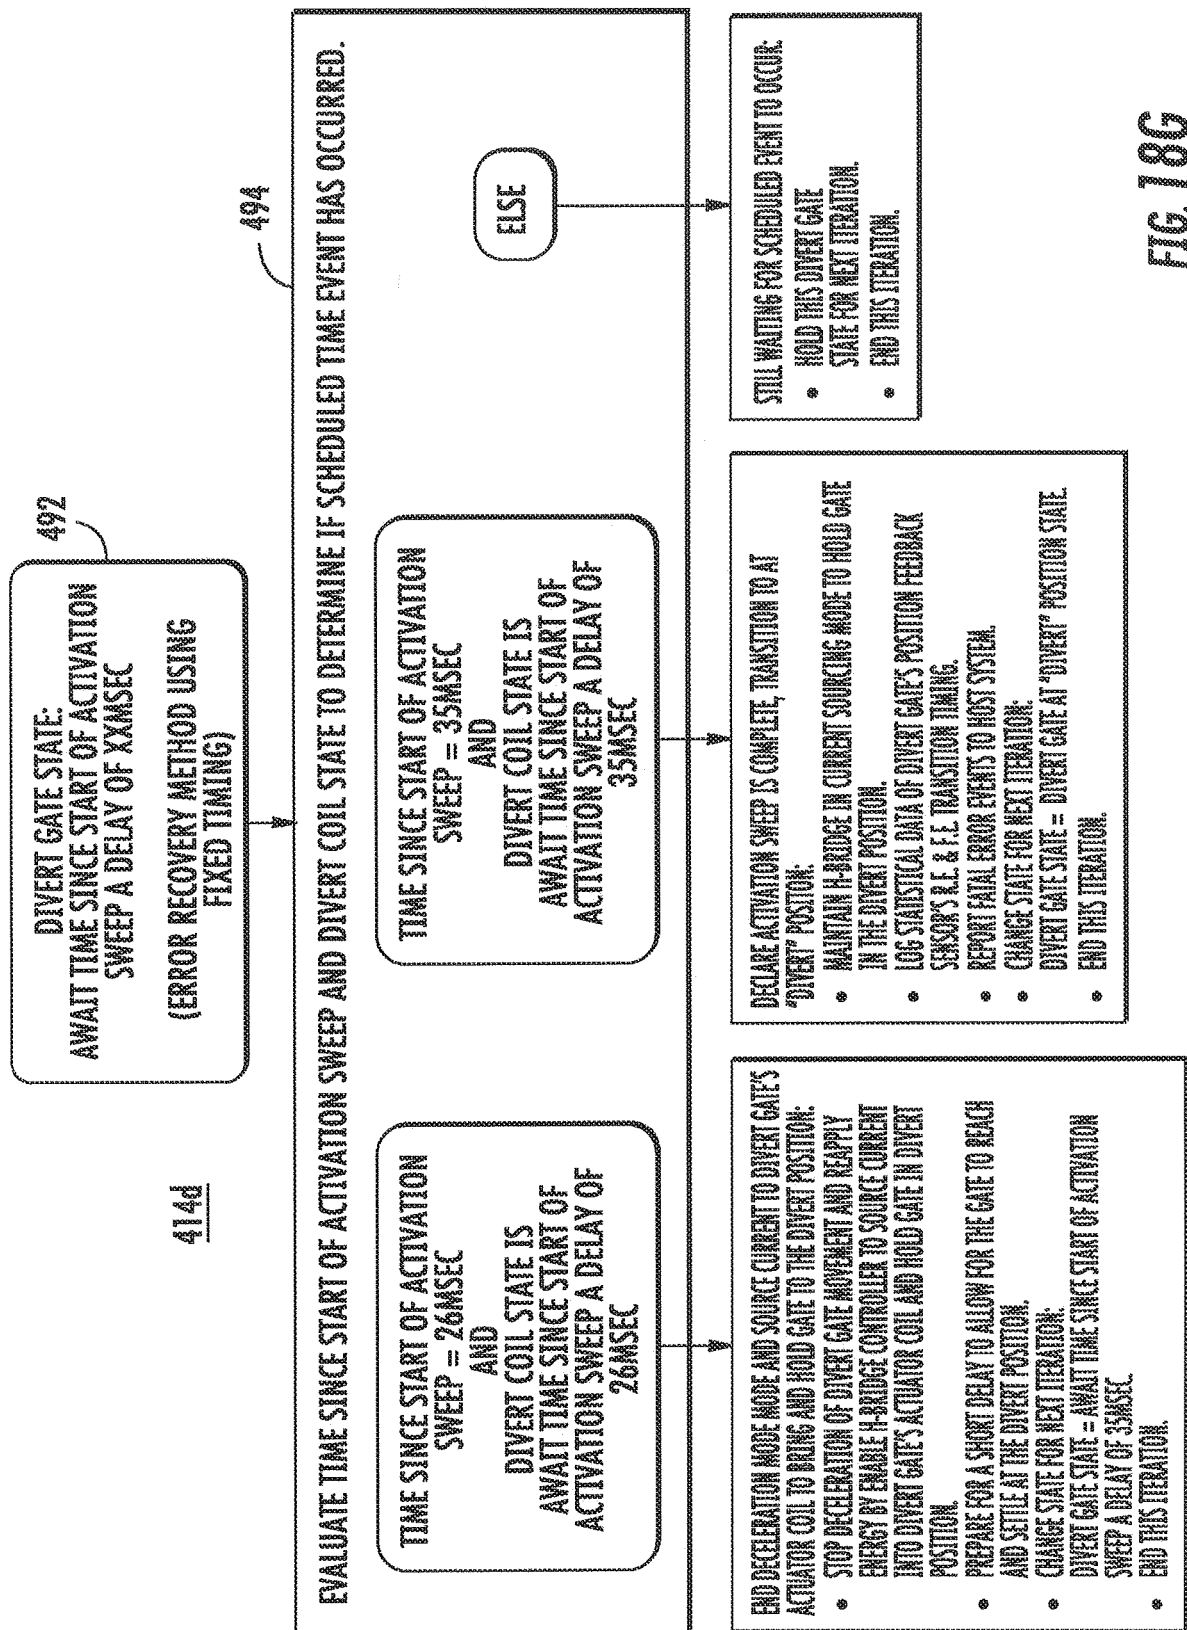 414d
DIVERT GATE STATE:
AWAIT TIME SINCE START OF ACTIVATION
SWEEP A DELAY OF XXMSEC
(ERROR RECOVERY METHOD USING
FIXED TIMING)
492
EVALUATE TIME SINCE START OF ACTIVATION SWEEP AND DIVERT COIL STATE TO DETERMINE IF SCHEDULED TIME EVENT HAS OCCURRED.
494
TIME SINCE START OF ACTIVATION
SWEEP = 26MSEC
AND
DIVERT COIL STATE IS
AWAIT TIME SINCE START OF
ACTIVATION SWEEP A DELAY OF
26MSEC
TIME SINCE START OF ACTIVATION
SWEEP = 35MSEC
AND
DIVERT COIL STATE IS
AWAIT TIME SINCE START OF
ACTIVATION SWEEP A DELAY OF
35MSEC
ELSE
END DECELERATION MODE AND SOURCE CURRENT TO DIVERT GATE'S
ACTUATOR COIL TO BRING AND HOLD GATE TO THE DIVERT POSITION:
• STOP DECELERATION OF DIVERT GATE MOVEMENT AND REAPPLY
ENERGY BY ENABLE H-BRIDGE CONTROLLER TO SOURCE CURRENT
INTO DIVERT GATE'S ACTUATOR COIL AND HOLD GATE IN DIVERT
POSITION.
• PREPARE FOR A SHORT DELAY TO ALLOW FOR THE GATE TO REACH
AND SETTLE AT THE DIVERT POSITION.
• CHANGE STATE FOR NEXT ITERATION:
DIVERT GATE STATE = AWAIT TIME SINCE START OF ACTIVATION
SWEEP A DELAY OF 35MSEC.
• END THIS ITERATION.
DECLARE ACTIVATION SWEEP IS COMPLETE, TRANSITION TO AT
"DIVERT" POSITION:
• MAINTAIN H-BRIDGE IN CURRENT SOURCING MODE TO HOLD GATE
IN THE DIVERT POSITION.
• LOG STATISTICAL DATA OF DIVERT GATE'S POSITION FEEDBACK
SENSOR'S R.E. & F.E. TRANSITION TIMING.
• REPORT FATAL ERROR EVENTS TO HOST SYSTEM.
• CHANGE STATE FOR NEXT ITERATION:
DIVERT GATE STATE = DIVERT GATE AT "DIVERT" POSITION STATE.
• END THIS ITERATION.
STILL WAITING FOR SCHEDULED EVENT TO OCCUR:
• HOLD THIS DIVERT GATE
STATE FOR NEXT ITERATION.
• END THIS ITERATION.
FIG. 18G